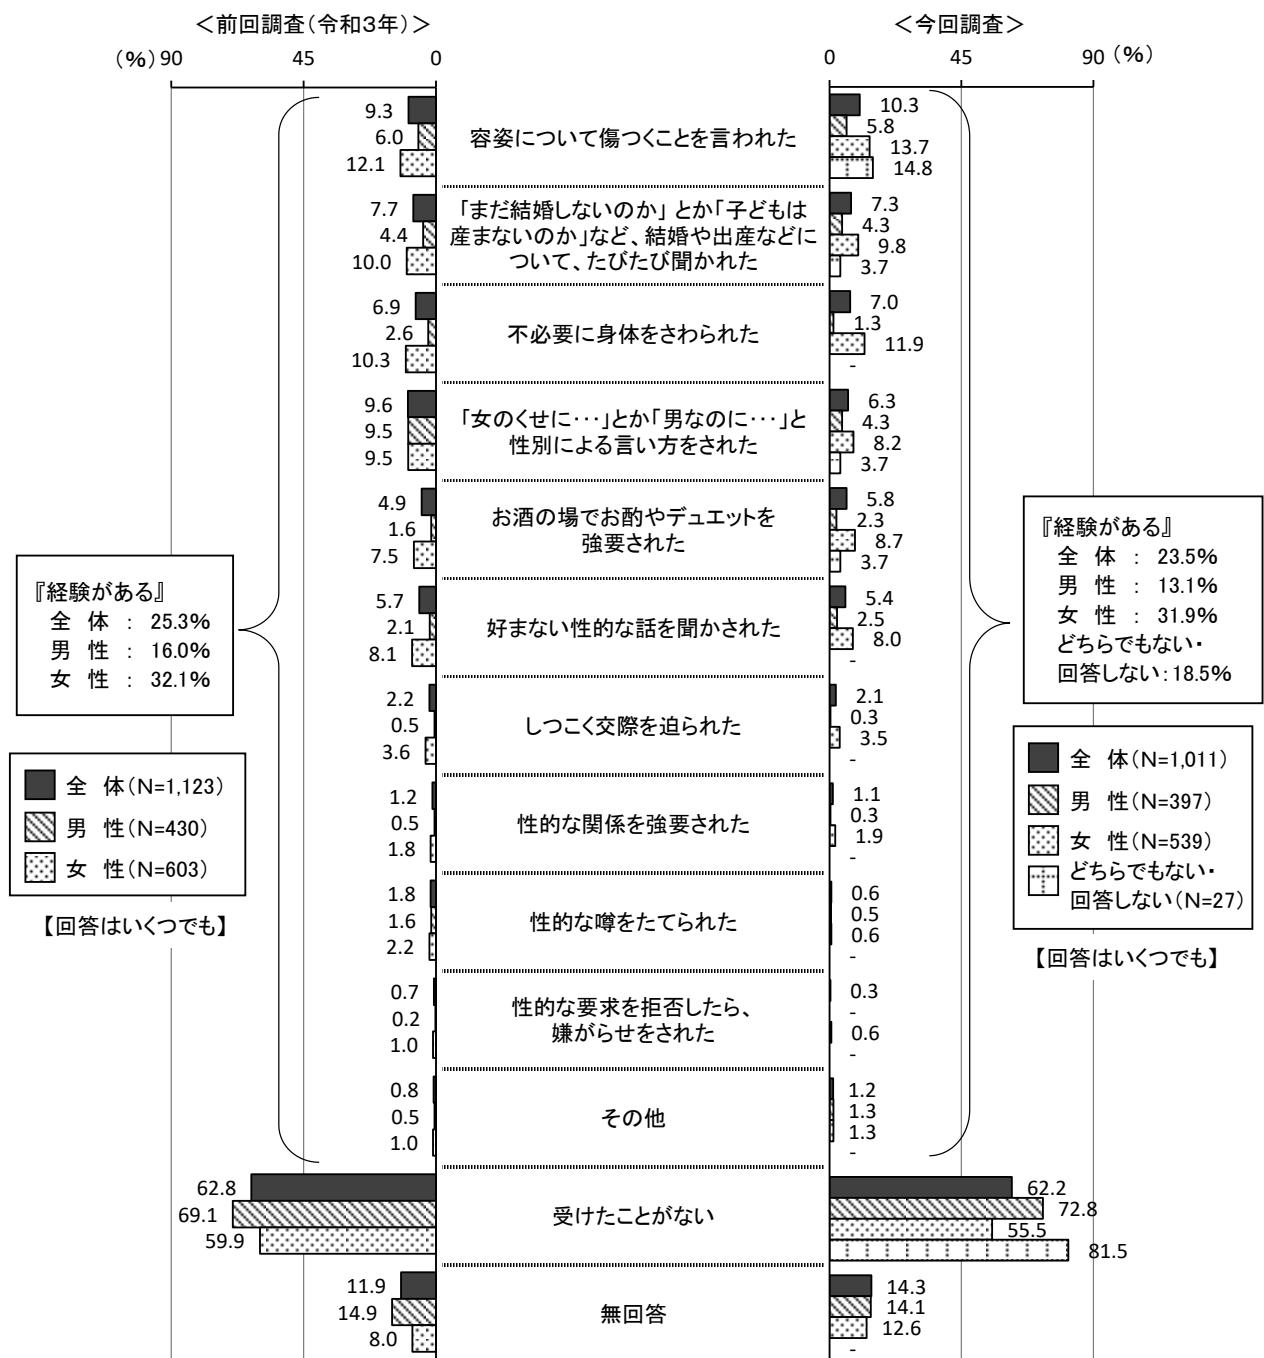 ＜前回調査（令和３年）＞
＜今回調査＞
(％) 90 45 0
0 45 90 (％)
9.3
6.0
12.1
容姿について傷つくことを言われた
10.3
5.8
13.7
14.8
7.7
4.4
10.0
「まだ結婚しないのか」とか「子どもは
産まないのか」など、結婚や出産などに
ついて、たびたび聞かれた
7.3
4.3
9.8
3.7
6.9
2.6
10.3
不必要に身体をさわられた
7.0
1.3
11.9
-
9.6
9.5
9.5
「女のくせに・・・」とか「男なのに・・・」と
性別による言い方をされた
6.3
4.3
8.2
3.7
4.9
1.6
7.5
お酒の場でお酌やデュエットを
強要された
5.8
2.3
8.7
3.7
5.7
2.1
8.1
好まない性的な話を聞かされた
5.4
2.5
8.0
-
2.2
0.5
3.6
しつこく交際を迫られた
2.1
0.3
3.5
-
1.2
0.5
1.8
性的な関係を強要された
1.1
0.3
1.9
-
1.8
1.6
2.2
性的な噂をたてられた
0.6
0.5
0.6
-
0.7
0.2
1.0
性的な要求を拒否したら、
嫌がらせをされた
0.3
-
0.6
-
0.8
0.5
1.0
その他
1.2
1.3
1.3
-
62.8
69.1
59.9
受けたことがない
62.2
72.8
55.5
81.5
11.9
14.9
8.0
無回答
14.3
14.1
12.6
-
『経験がある』
全 体 ： 25.3%
男 性 ： 16.0%
女 性 ： 32.1%
全 体（N=1,123）
男 性（N=430）
女 性（N=603）
【回答はいくつでも】
『経験がある』
全 体 ： 23.5%
男 性 ： 13.1%
女 性 ： 31.9%
どちらでもない・
回答しない：18.5%
全 体（N=1,011）
男 性（N=397）
女 性（N=539）
どちらでもない・
回答しない（N=27）
【回答はいくつでも】